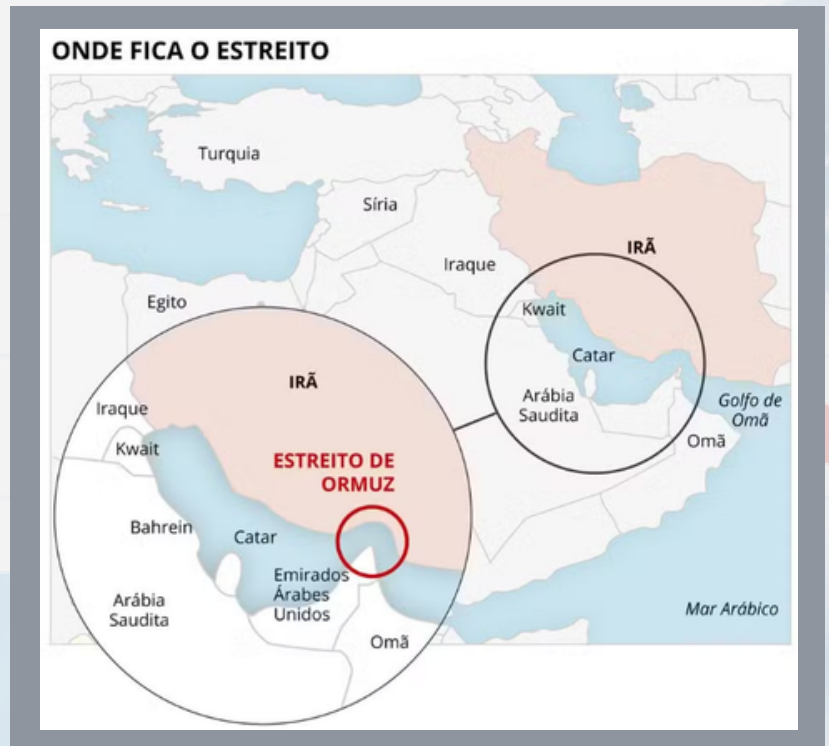 ONDE FICA O ESTREITO
Turquia
Síria
IRÃ
Iraque
Egito
Kwait
Catar
Arábia
Saudita
Golfo de
Omã
Omã
Mar Arábico
IRÃ
Iraque
Kwait
ESTREITO DE
ORMUZ
Bahrein
Catar
Emirados
Árabes
Unidos
Arábia
Saudita
Omã